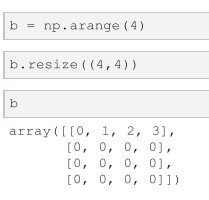 b = np.arange(4)
b.resize((4,4))
b
array([[0, 1, 2, 3],
       [0, 0, 0, 0],
       [0, 0, 0, 0],
       [0, 0, 0, 0]])